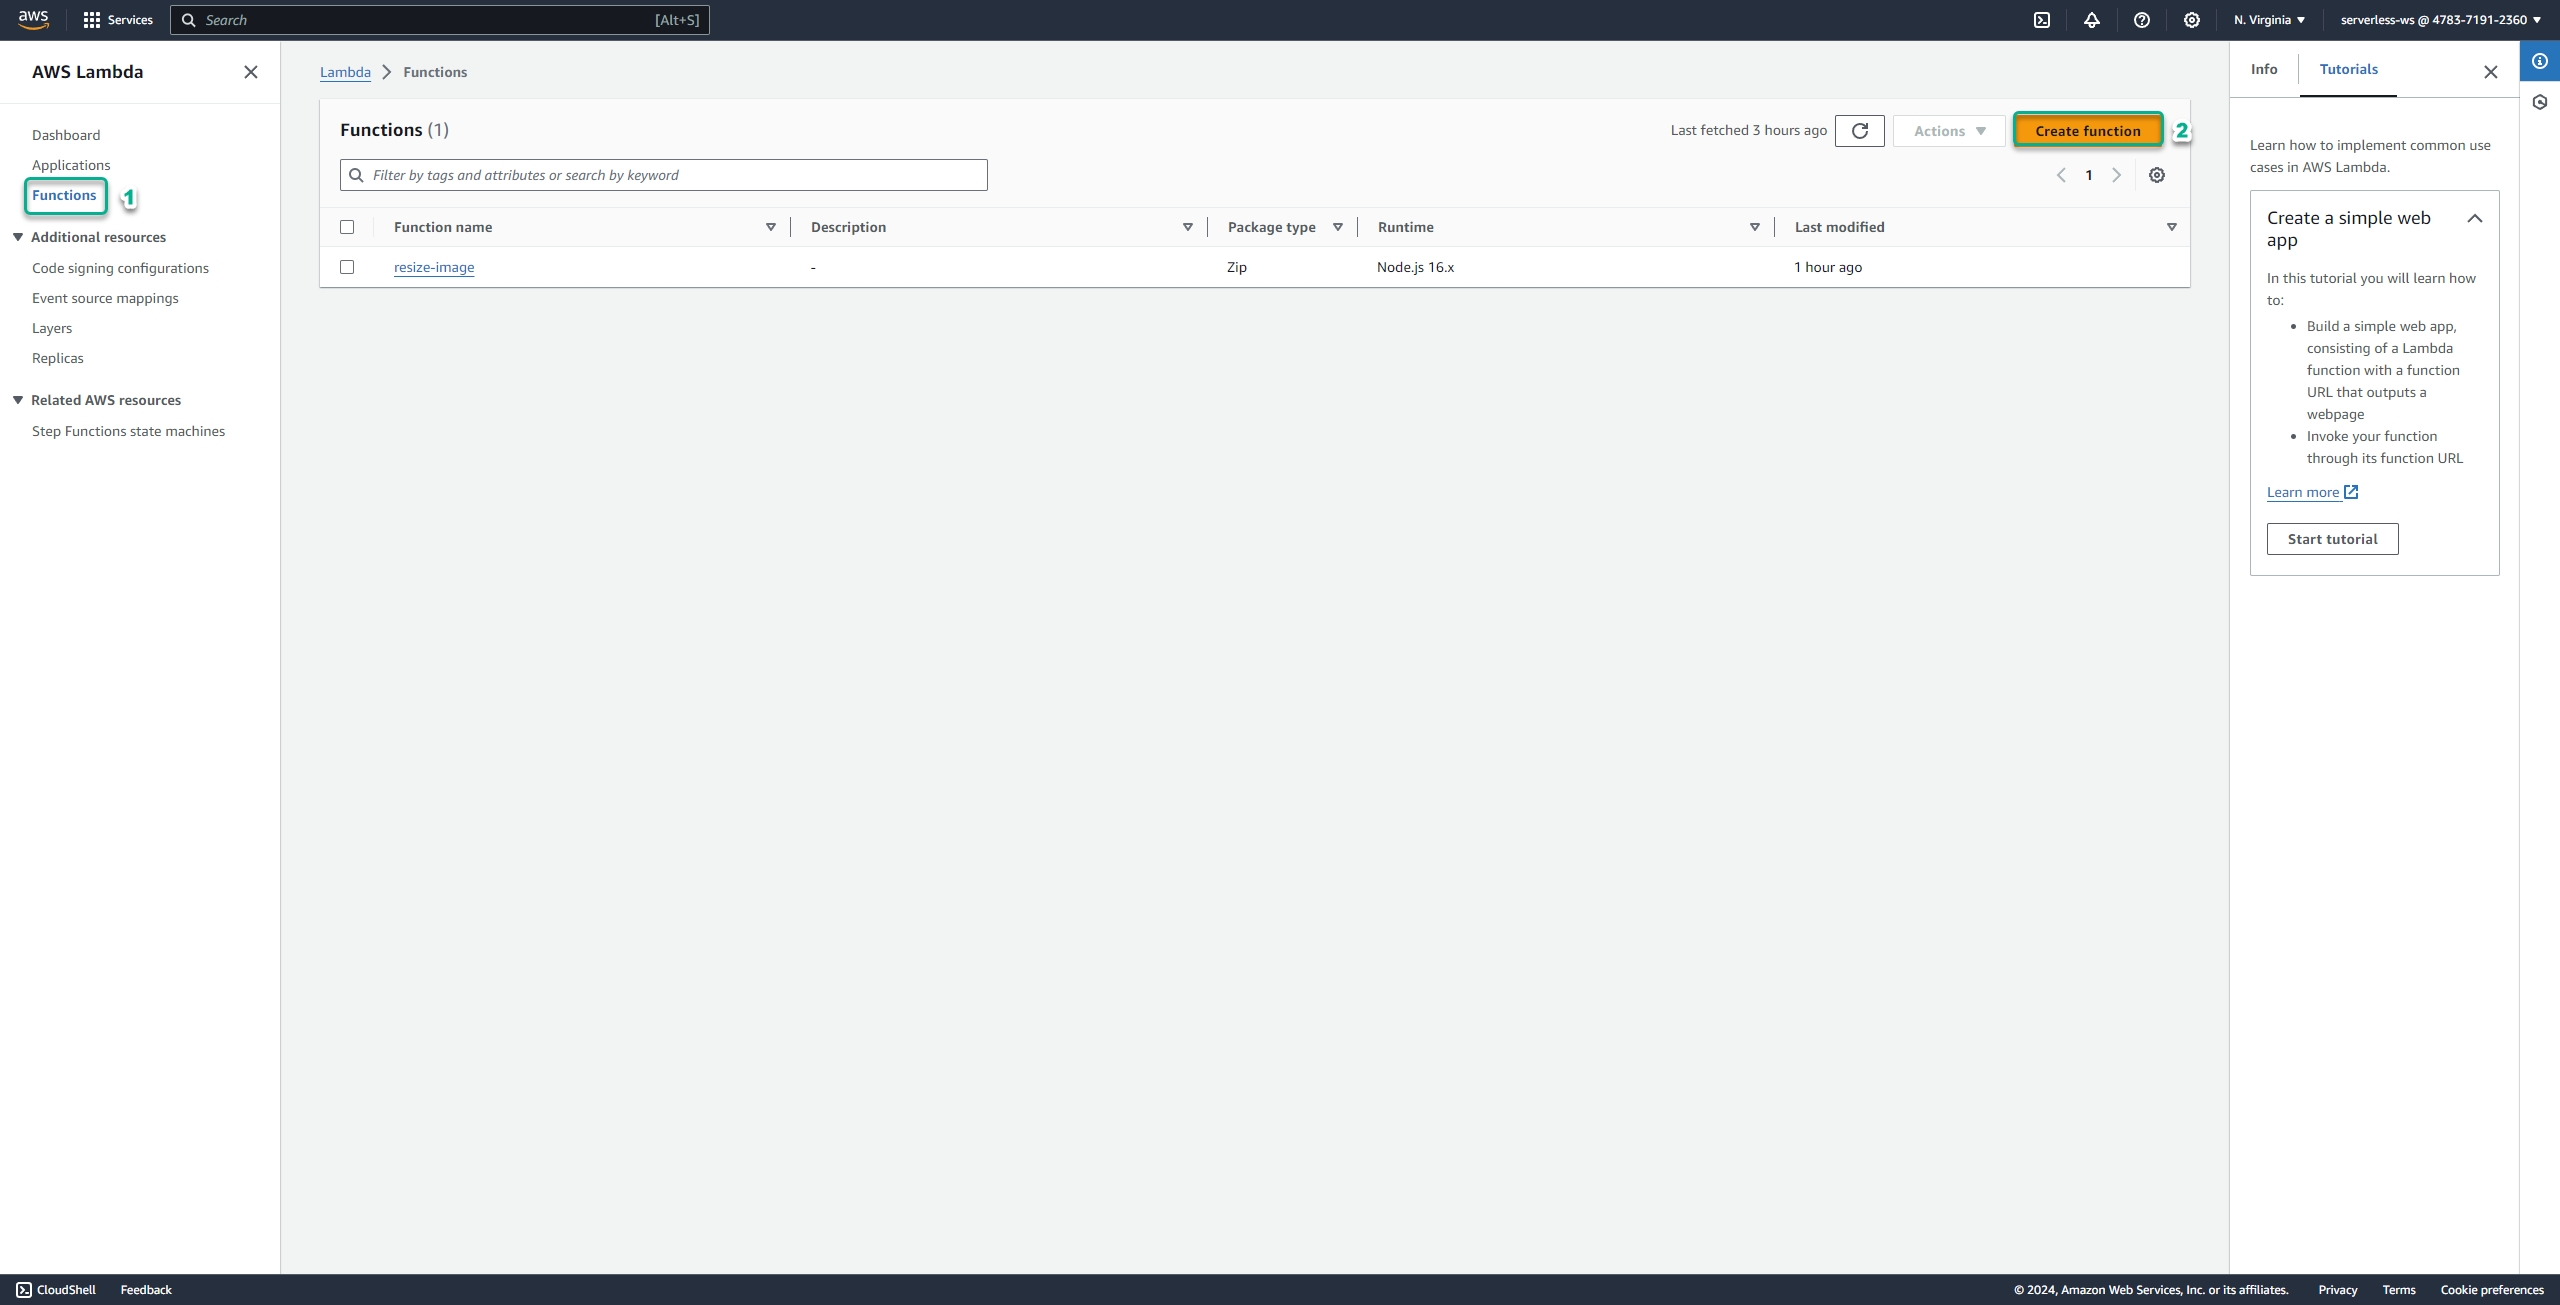 aws
Services
Search
[Alt+S]
N. Virginia
serverless-ws @ 4783-7191-2360
AWS Lambda
Dashboard
Applications
Functions
1
Additional resources
Code signing configurations
Event source mappings
Layers
Replicas
Related AWS resources
Step Functions state machines
Lambda
Functions
Functions (1)
Last fetched 3 hours ago
Actions
Create function
2
Filter by tags and attributes or search by keyword
1
Function name
Description
Package type
Runtime
Last modified
resize-image
-
Zip
Node.js 16.x
1 hour ago
Info
Tutorials
Learn how to implement common use
cases in AWS Lambda.
Create a simple web
app
In this tutorial you will learn how
to:
• Build a simple web app,
consisting of a Lambda
function with a function
URL that outputs a
webpage
• Invoke your function
through its function URL
Learn more
Start tutorial
CloudShell
Feedback
© 2024, Amazon Web Services, Inc. or its affiliates.
Privacy
Terms
Cookie preferences